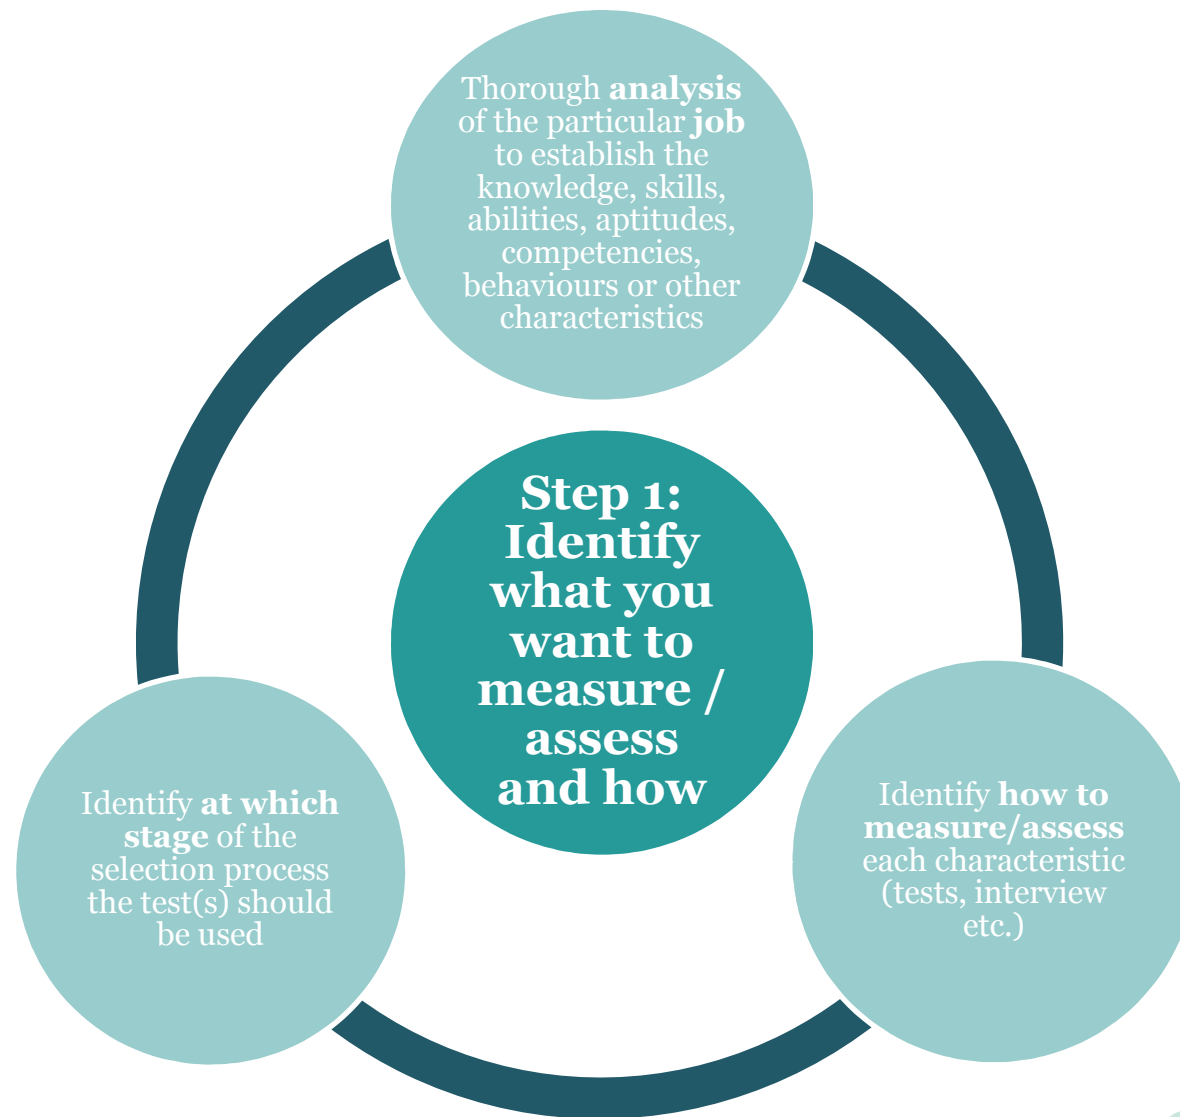 Thorough analysis
of the particular job
to establish the
knowledge, skills,
abilities, aptitudes,
competencies,
behaviours or other
characteristics
Step 1:
Identify
what you
want to
measure /
assess
and how
Identify how to
measure/assess
each characteristic
(tests, interview
etc.)
Identify at which
stage of the
selection process
the test(s) should
be used